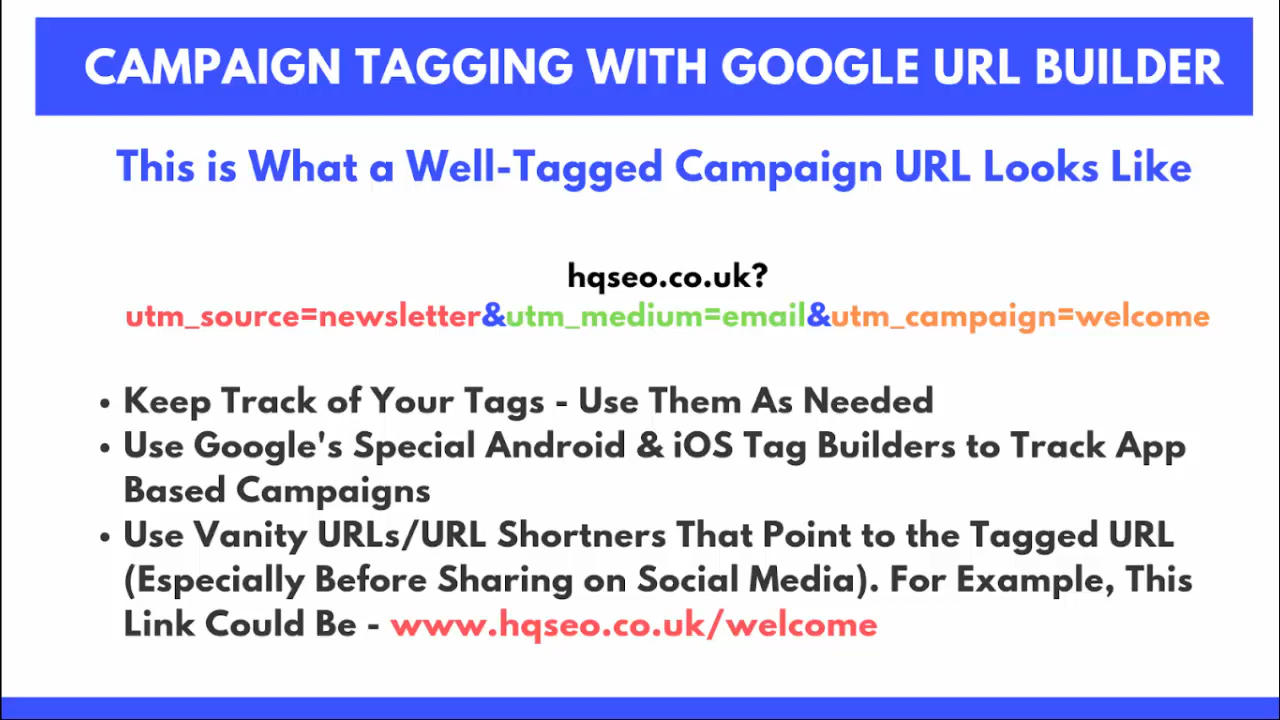 CAMPAIGN TAGGING WITH GOOGLE URL BUILDER
This is What a Well-Tagged Campaign URL Looks Like
hqseo.co.uk?
utm_source=newsletter&utm_medium=email&utm_campaign=welcome
• Keep Track of Your Tags - Use Them As Needed
• Use Google's Special Android & iOS Tag Builders to Track App
Based Campaigns
• Use Vanity URLs/URL Shortners That Point to the Tagged URL
(Especially Before Sharing on Social Media). For Example, This
Link Could Be - www.hqseo.co.uk/welcome